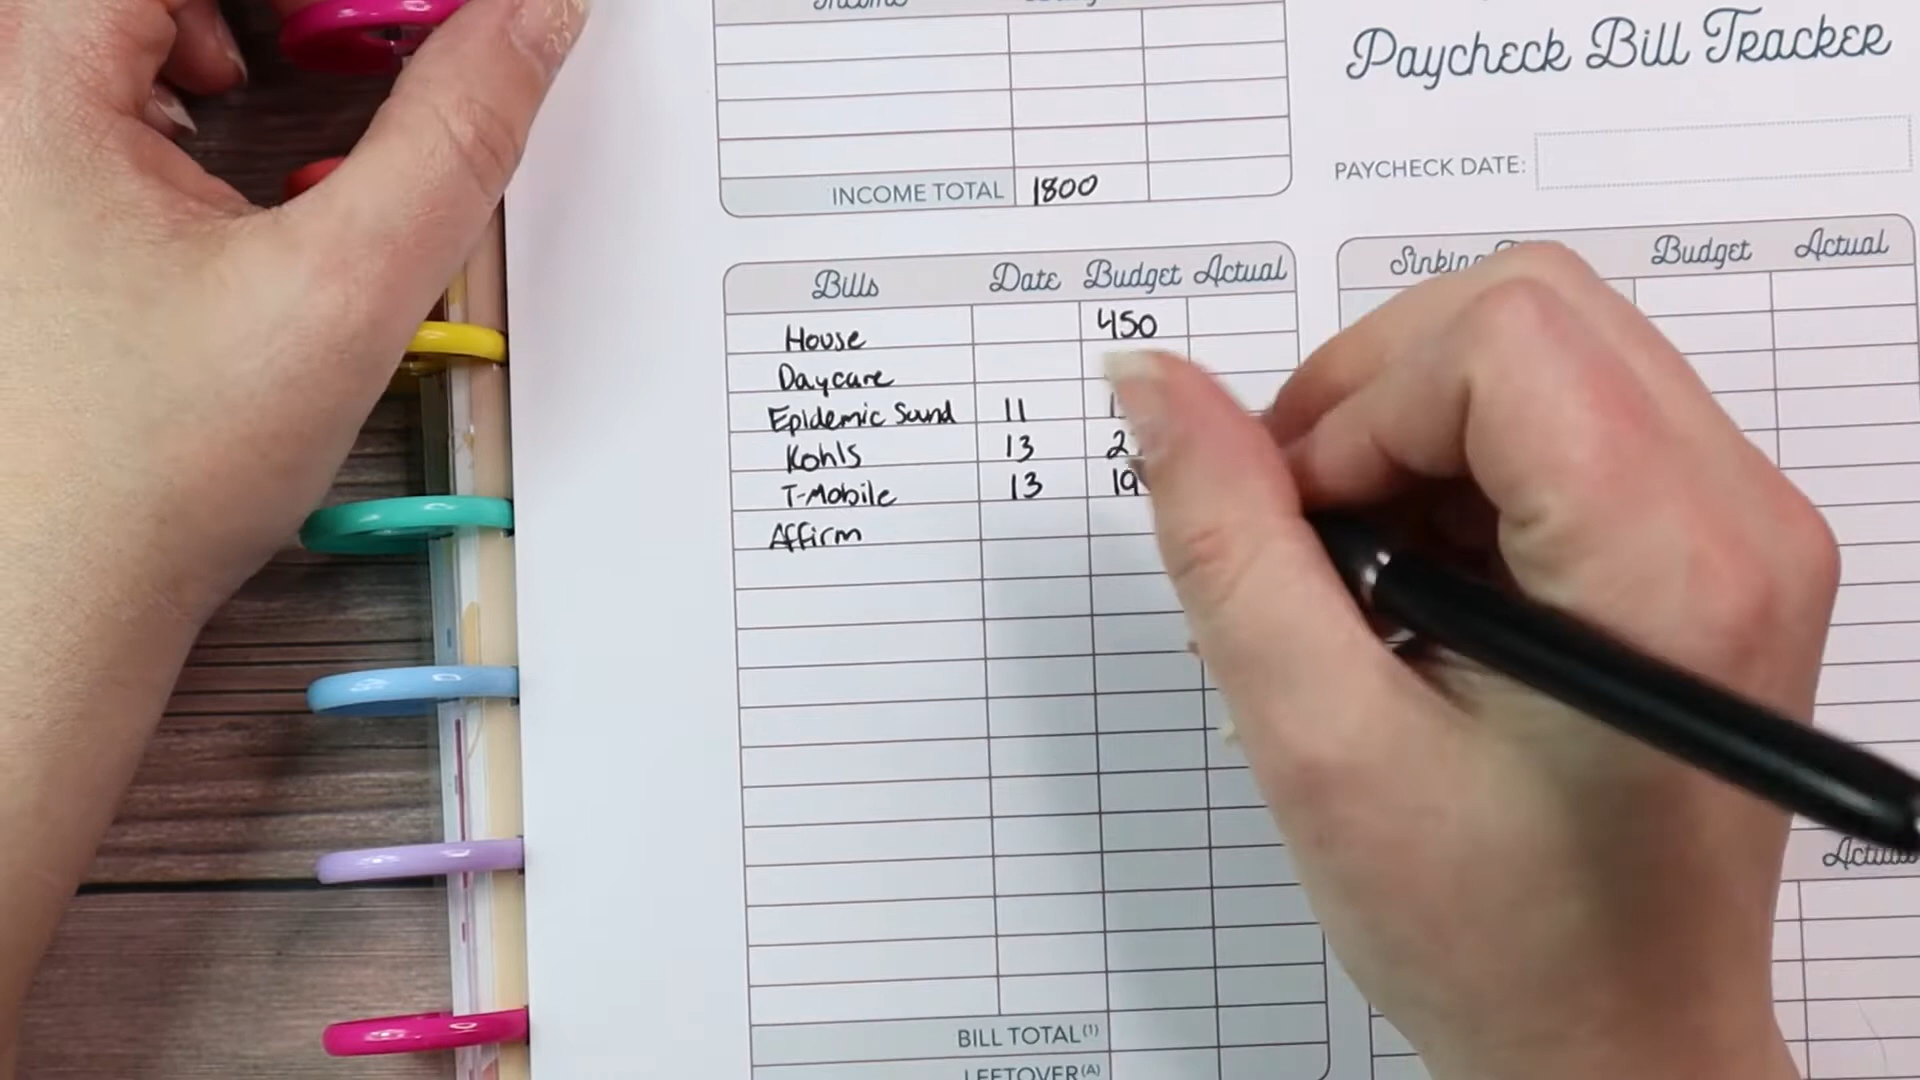 Paycheck Bill Tracker
PAYCHECK DATE:
INCOME TOTAL 1800
Bills Date Budget Actual
House 450
Daycare
Epidemic Sound 11
Kohls 13
T-Mobile 13
Affirm
BILL TOTAL(1)
LEFTOVER(A)
Budget Actual
Actual